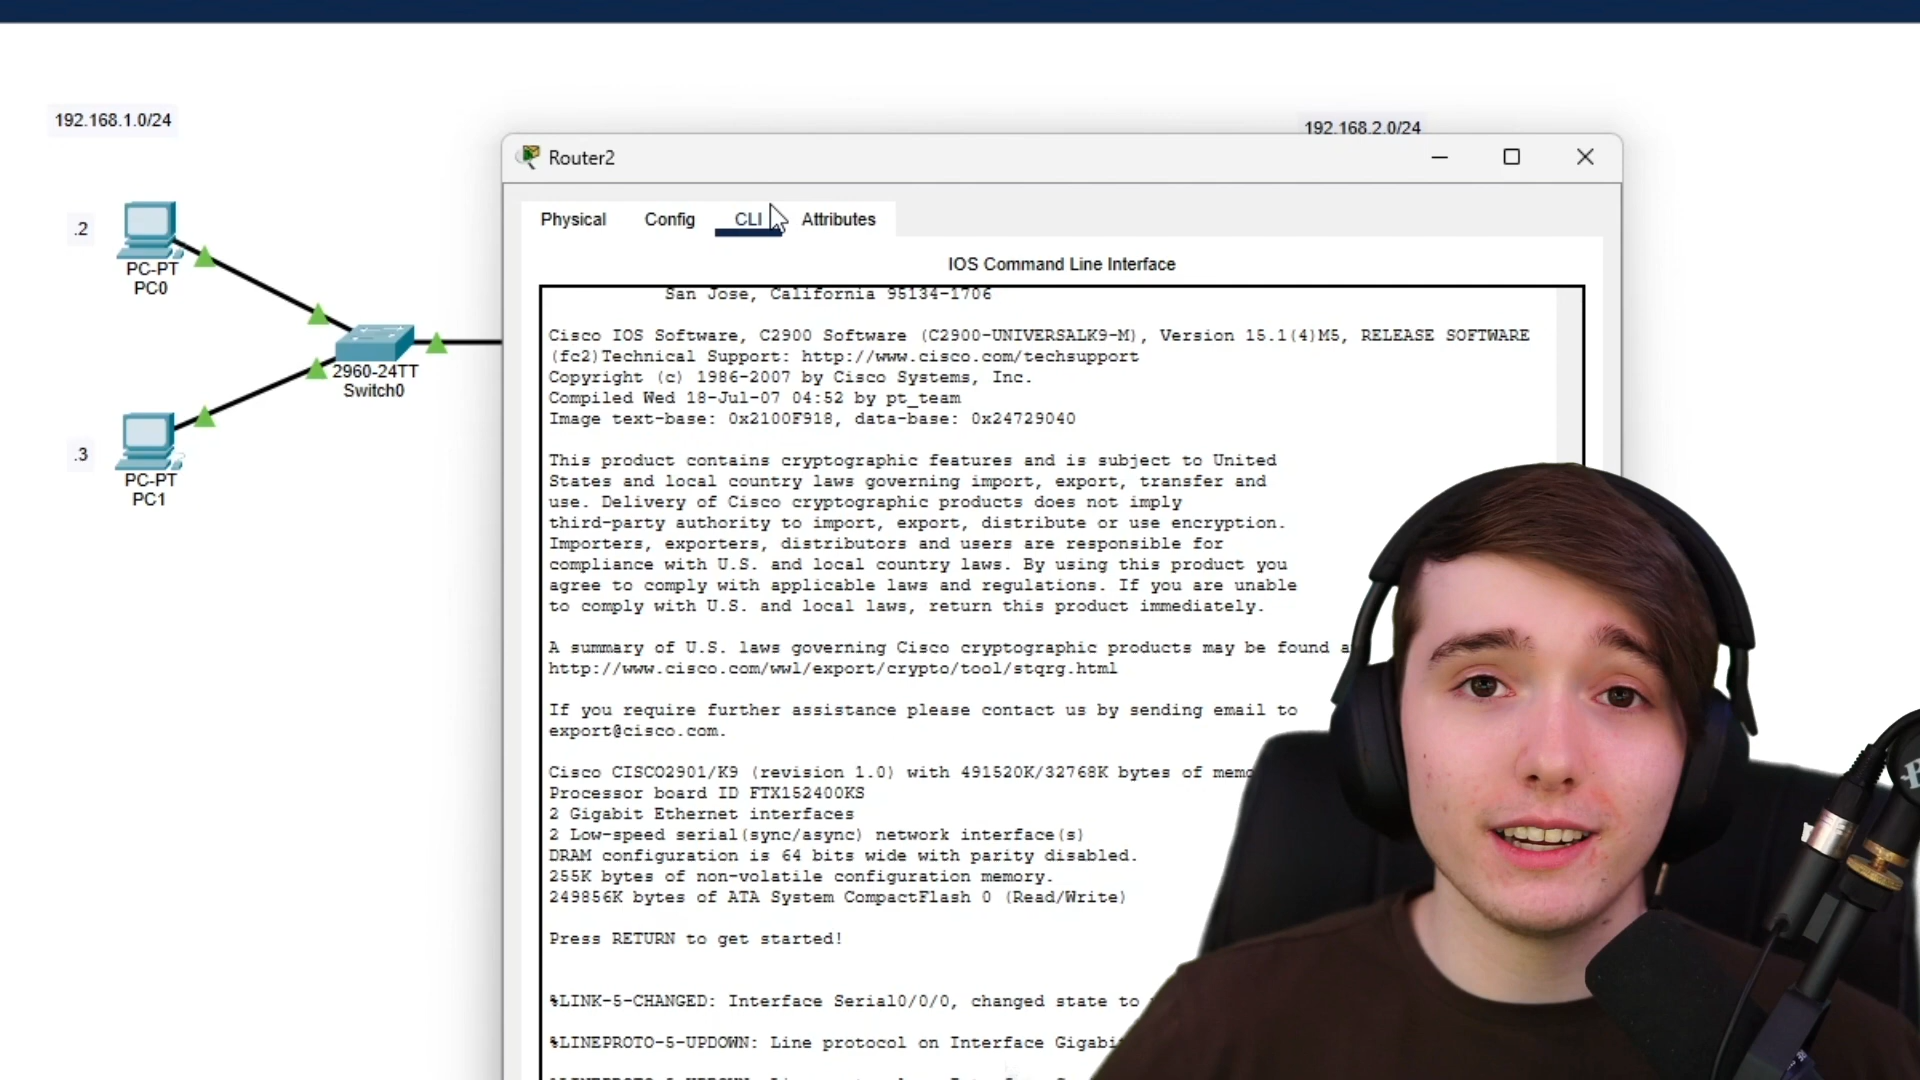 192.168.1.0/24
192.168.2.0/24
Router2
Physical Config CLI Attributes
IOS Command Line Interface
.2
PC-PT
PC0
2960-24TT
Switch0
.3
PC-PT
PC1
San Jose, California 95134-1706
Cisco IOS Software, C2900 Software (C2900-UNIVERSALK9-M), Version 15.1(4)M5, RELEASE SOFTWARE
(fc2)Technical Support: http://www.cisco.com/techsupport
Copyright (c) 1986-2007 by Cisco Systems, Inc.
Compiled Wed 18-Jul-07 04:52 by pt_team
Image text-base: 0x2100F918, data-base: 0x24729040
This product contains cryptographic features and is subject to United
States and local country laws governing import, export, transfer and
use. Delivery of Cisco cryptographic products does not imply
third-party authority to import, export, distribute or use encryption.
Importers, exporters, distributors and users are responsible for
compliance with U.S. and local country laws. By using this product you
agree to comply with applicable laws and regulations. If you are unable
to comply with U.S. and local laws, return this product immediately.
A summary of U.S. laws governing Cisco cryptographic products may be found
http://www.cisco.com/wwl/export/crypto/tool/stqrg.html
If you require further assistance please contact us by sending email to
export@cisco.com.
Cisco CISCO2901/K9 (revision 1.0) with 491520K/32768K bytes of
Processor board ID FTX152400KS
2 Gigabit Ethernet interfaces
2 Low-speed serial(sync/async) network interface(s)
DRAM configuration is 64 bits wide with parity disabled.
255K bytes of non-volatile configuration memory.
249856K bytes of ATA System CompactFlash 0 (Read/Write)
Press RETURN to get started!
%LINK-5-CHANGED: Interface Serial0/0/0, changed state to
%LINEPROTO-5-UPDOWN: Line protocol on Interface